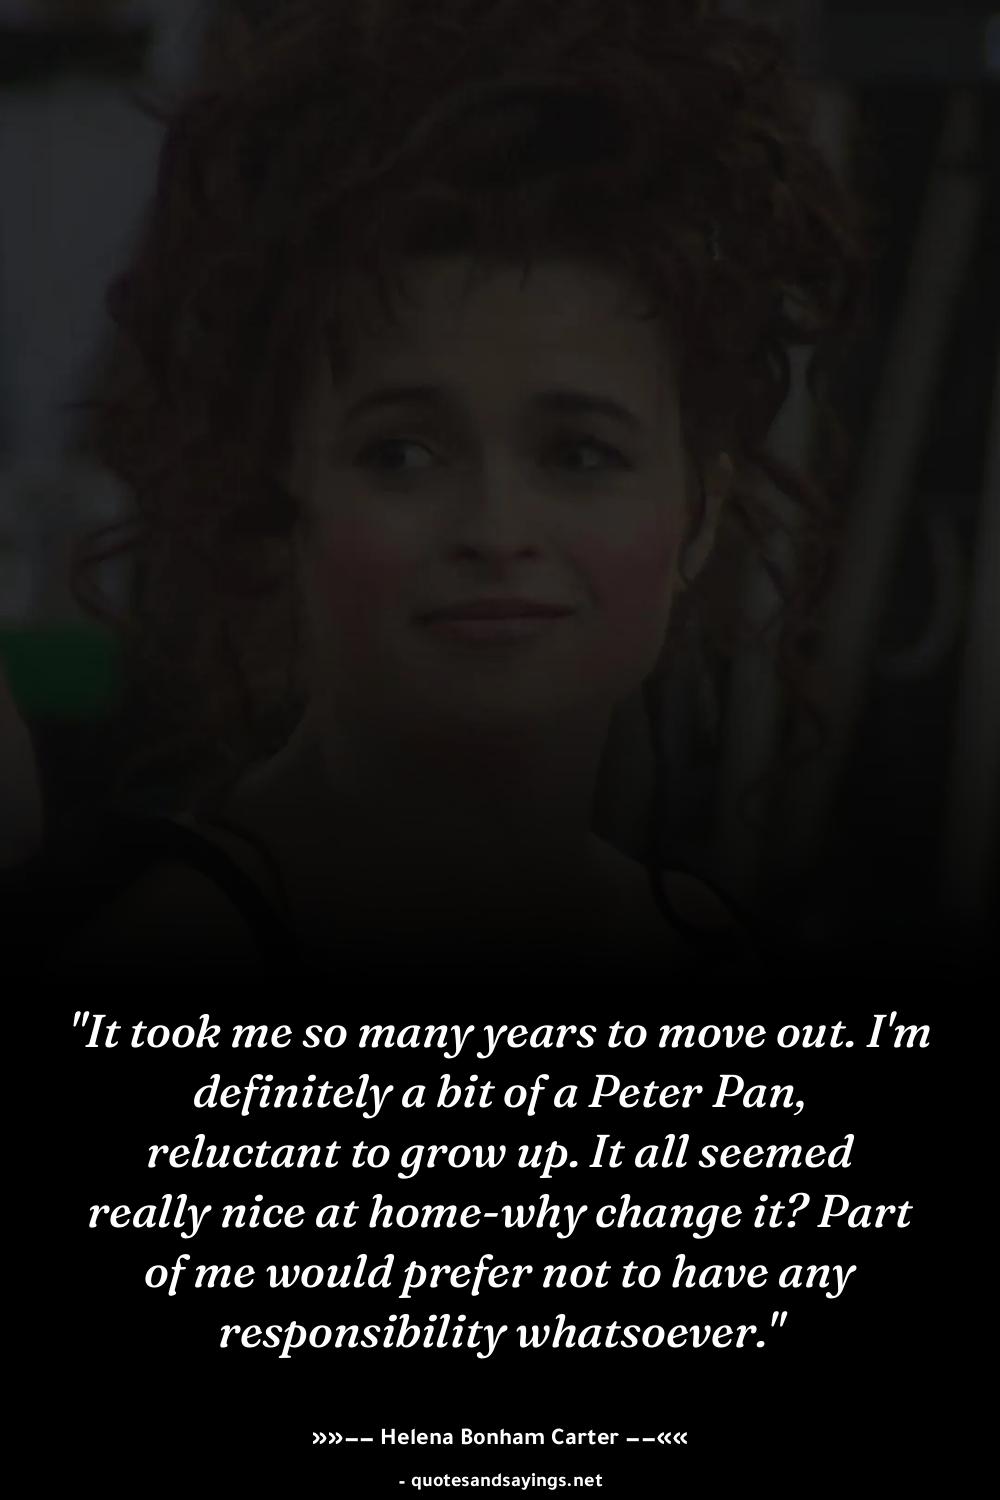 "It took me so many years to move out. I'm
definitely a bit of a Peter Pan,
reluctant to grow up. It all seemed
really nice at home-why change it? Part
of me would prefer not to have any
responsibility whatsoever."
»»—— Helena Bonham Carter ——««
- quotesandsayings.net